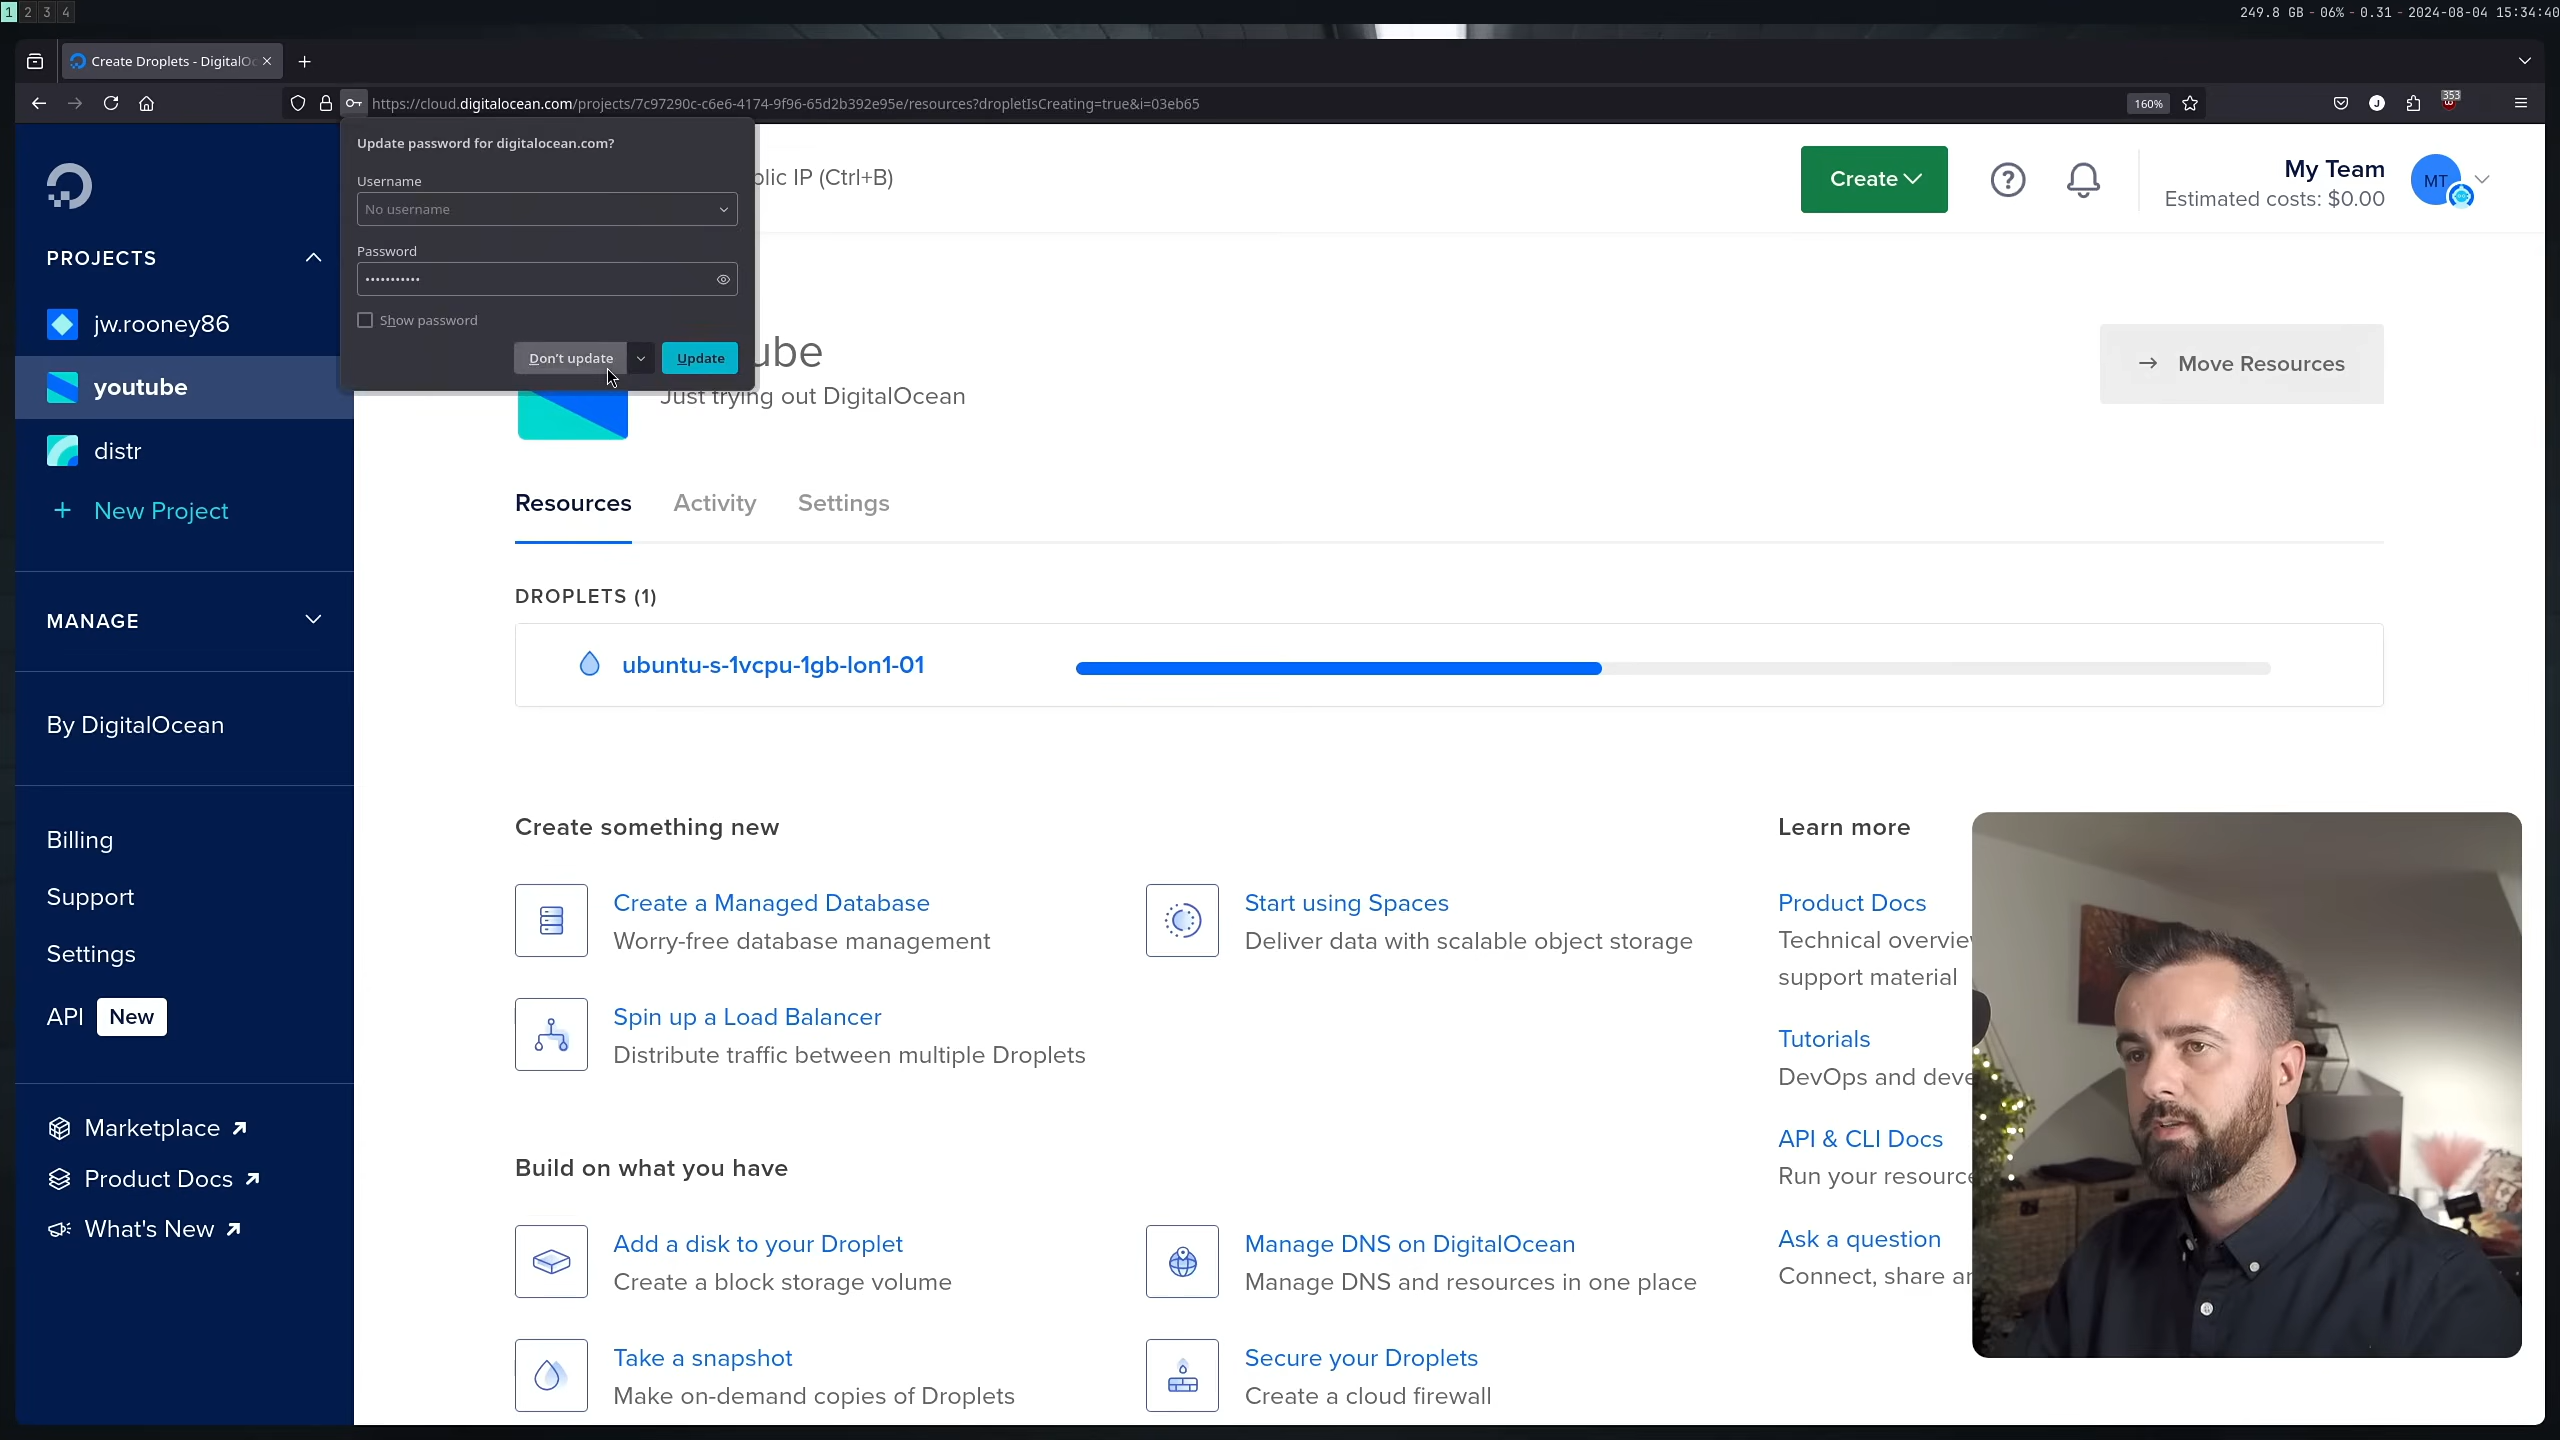 1 2 3 4
249.8 GB - 06% - 0.31 - 2024-08-04 15:34:40
Create Droplets - DigitalOc
https://cloud.digitalocean.com/projects/7c97290c-c6e6-4174-9f96-65d2b392e95e/resources?dropletIsCreating=true&i=03eb65
160%
J
353
Update password for digitalocean.com?
Username
No username
Password
Show password
Don't update
Update
blic IP (Ctrl+B)
Create
My Team
Estimated costs: $0.00
MT
PROJECTS
jw.rooney86
youtube
distr
+ New Project
MANAGE
By DigitalOcean
Billing
Support
Settings
API New
Marketplace
Product Docs
What's New
ube
Just trying out DigitalOcean
Move Resources
Resources
Activity
Settings
DROPLETS (1)
ubuntu-s-1vcpu-1gb-lon1-01
Create something new
Create a Managed Database
Worry-free database management
Start using Spaces
Deliver data with scalable object storage
Spin up a Load Balancer
Distribute traffic between multiple Droplets
Build on what you have
Add a disk to your Droplet
Create a block storage volume
Manage DNS on DigitalOcean
Manage DNS and resources in one place
Take a snapshot
Make on-demand copies of Droplets
Secure your Droplets
Create a cloud firewall
Learn more
Product Docs
Technical overvie
support material
Tutorials
DevOps and deve
API & CLI Docs
Run your resourc
Ask a question
Connect, share a